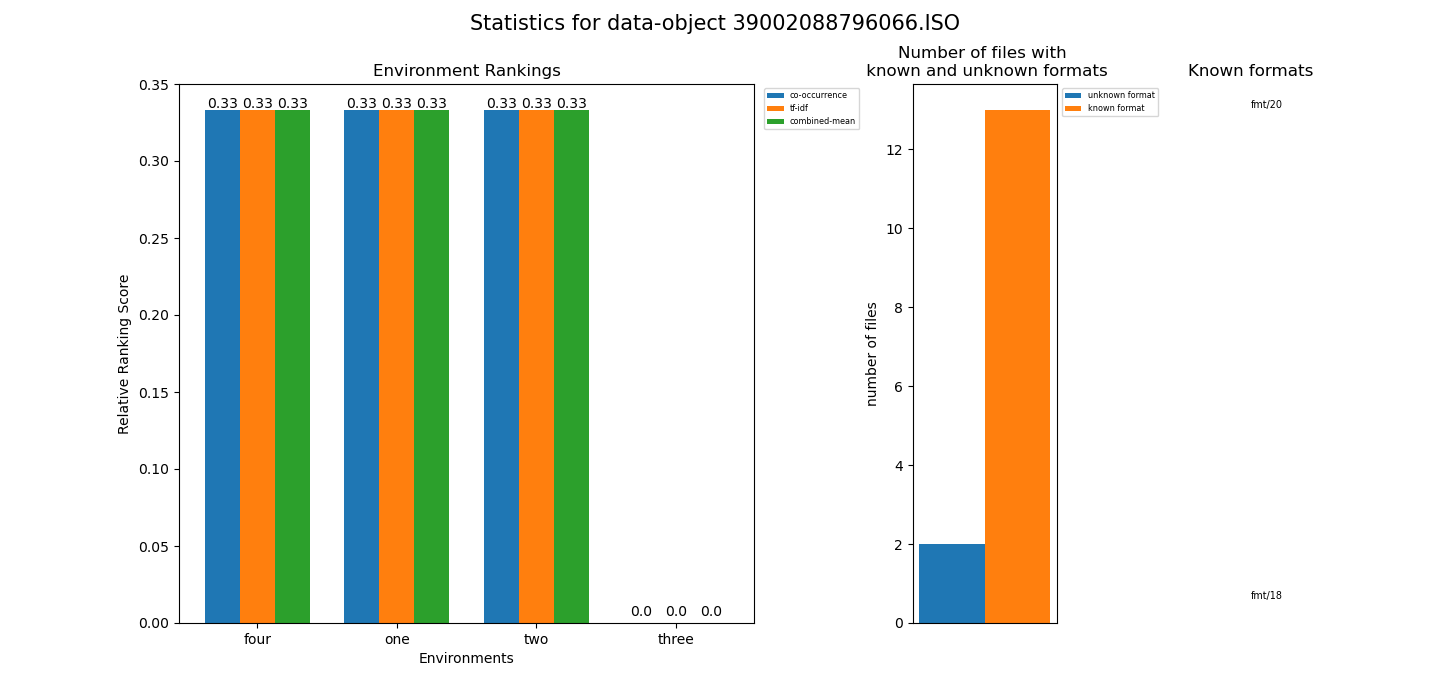 Statistics for data-object 39002088796066.ISO
Environment Rankings
0.35
0.30
0.25
0.20
0.15
0.10
0.05
0.00
Relative Ranking Score
0.33 0.33 0.33 0.33 0.33 0.33 0.33 0.33 0.33
0.0 0.0 0.0
four one two three
Environments
co-occurrence
tf-idf
combined-mean
Number of files with
known and unknown formats
12
10
8
6
4
2
0
number of files
unknown format
known format
Known formats
fmt/20
fmt/18